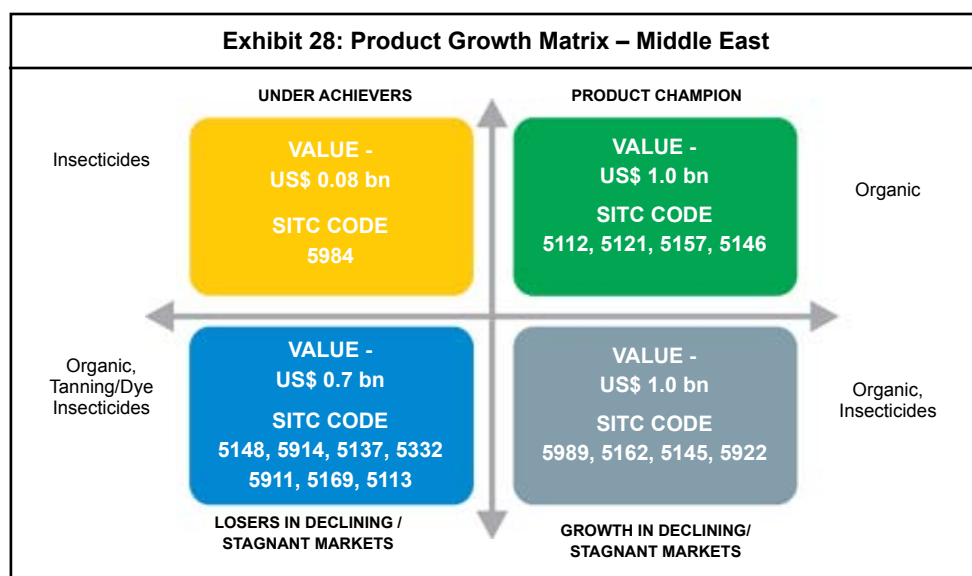 Exhibit 28: Product Growth Matrix – Middle East
UNDER ACHIEVERS
PRODUCT CHAMPION
Insecticides
VALUE -
US$ 0.08 bn
SITC CODE
5984
VALUE -
US$ 1.0 bn
SITC CODE
5112, 5121, 5157, 5146
Organic
Organic,
Tanning/Dye
Insecticides
VALUE -
US$ 0.7 bn
SITC CODE
5148, 5914, 5137, 5332
5911, 5169, 5113
VALUE -
US$ 1.0 bn
SITC CODE
5989, 5162, 5145, 5922
Organic,
Insecticides
LOSERS IN DECLINING /
STAGNANT MARKETS
GROWTH IN DECLINING/
STAGNANT MARKETS